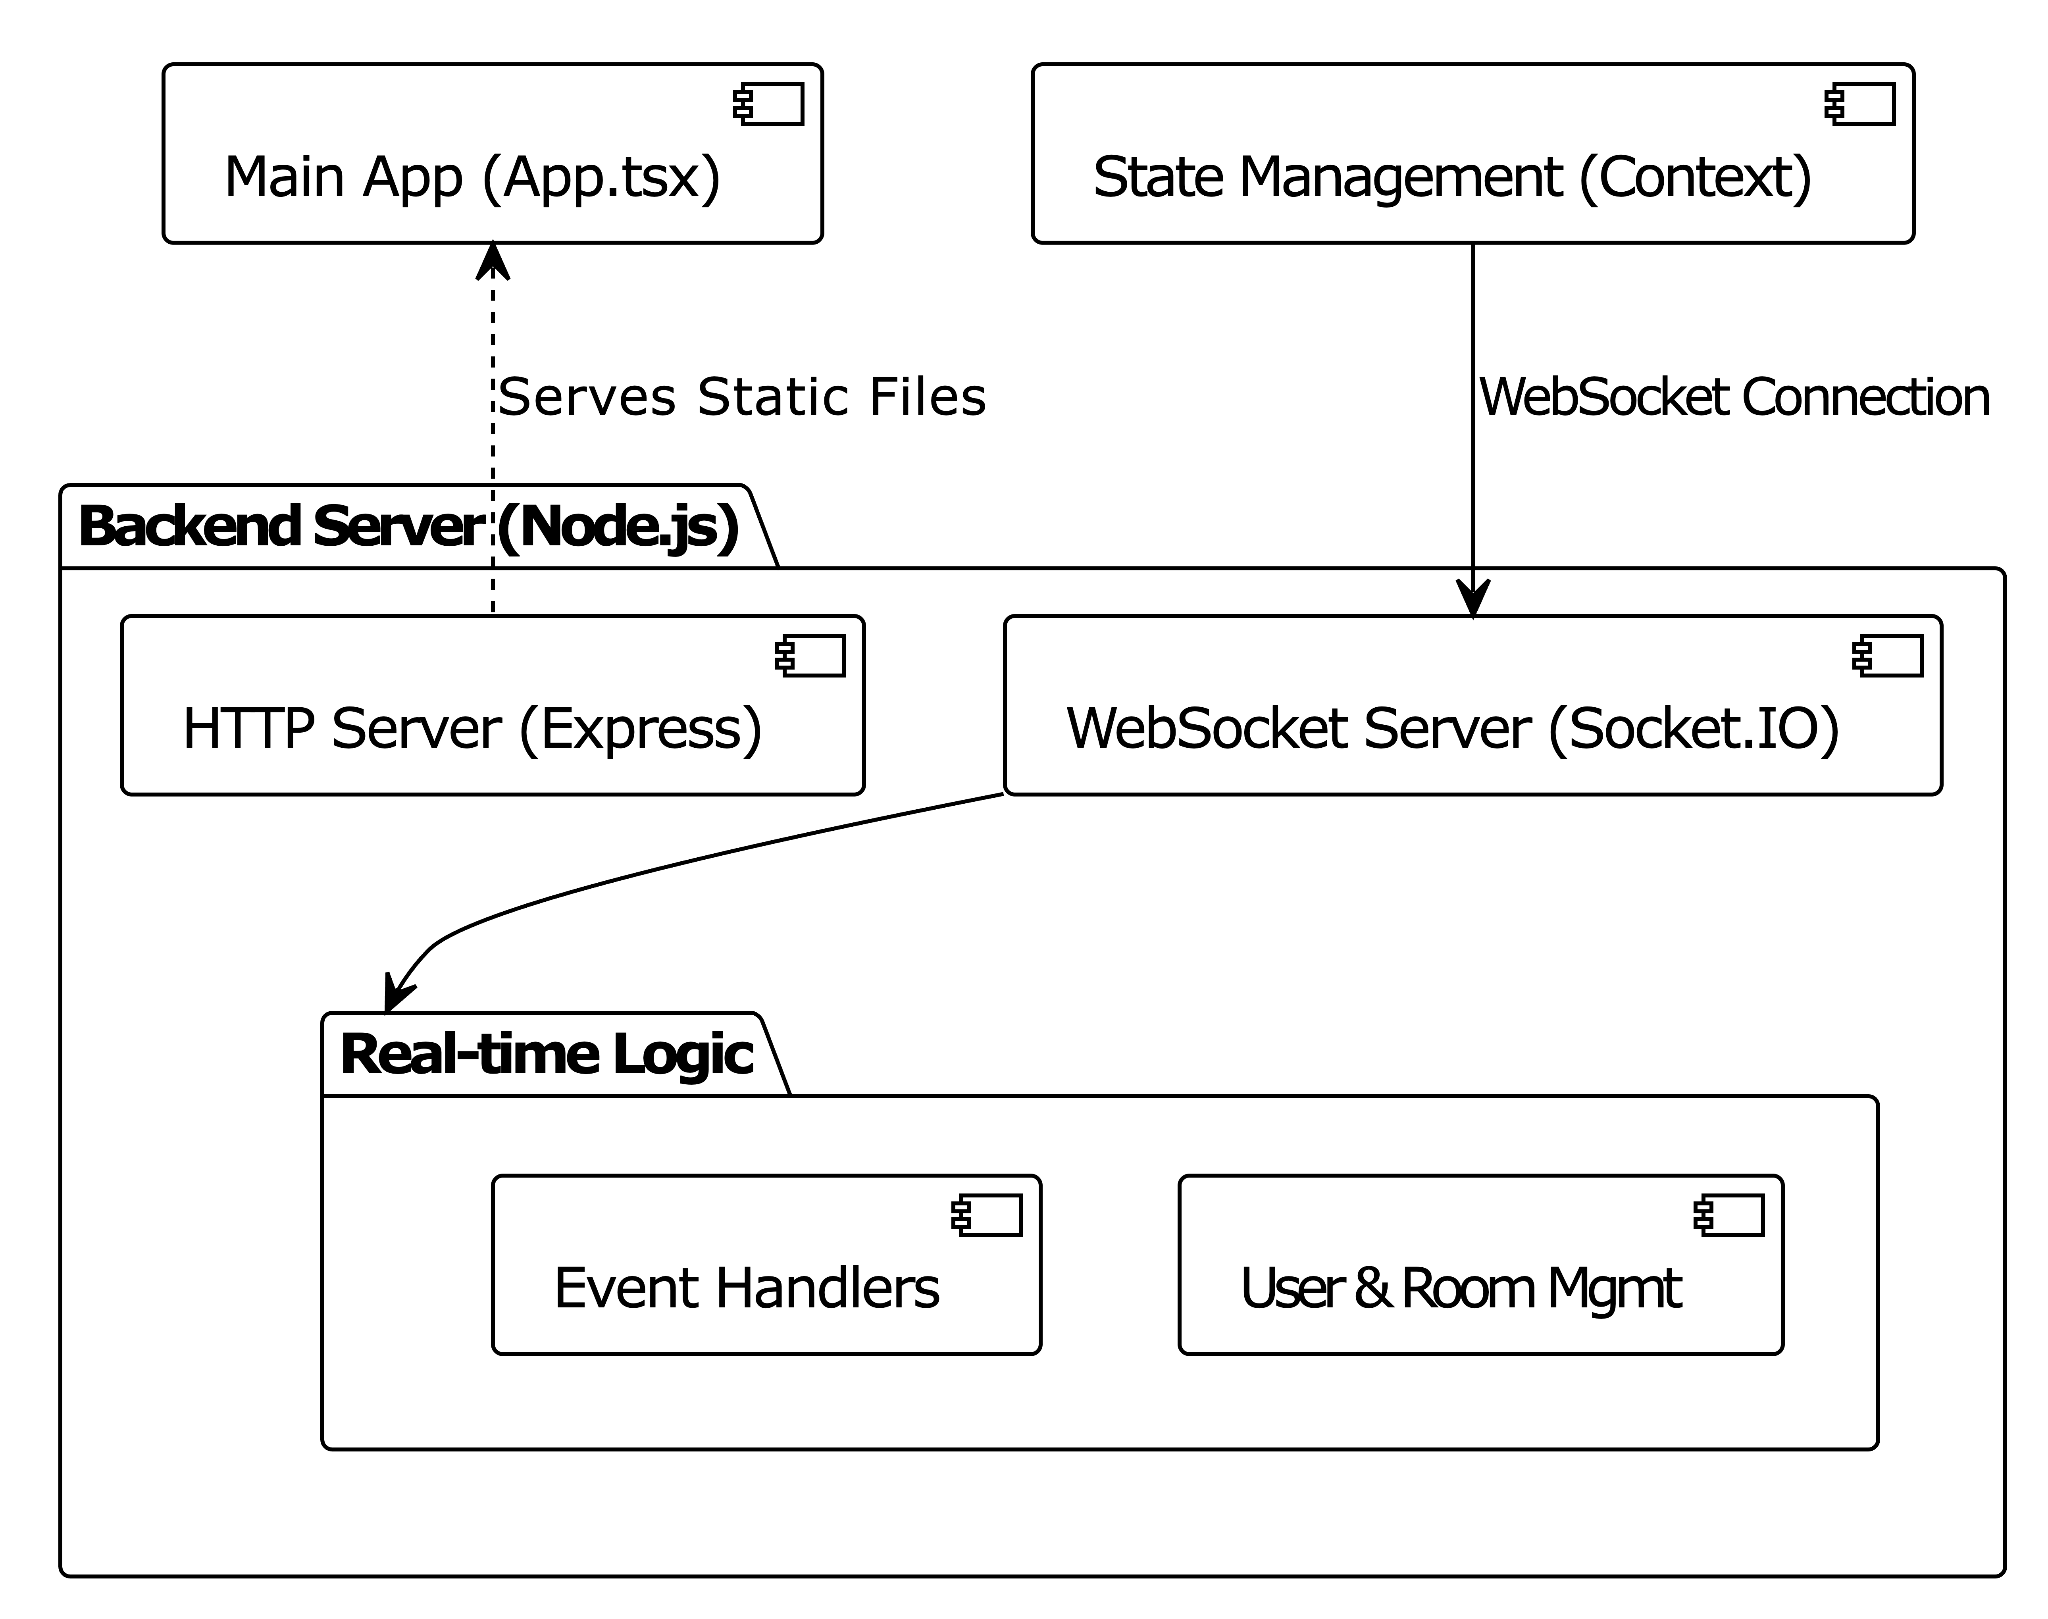 Main App (App.tsx)
State Management (Context)
Serves Static Files
WebSocket Connection
Backend Server (Node.js)
HTTP Server (Express)
WebSocket Server (Socket.IO)
Real-time Logic
Event Handlers
User & Room Mgmt